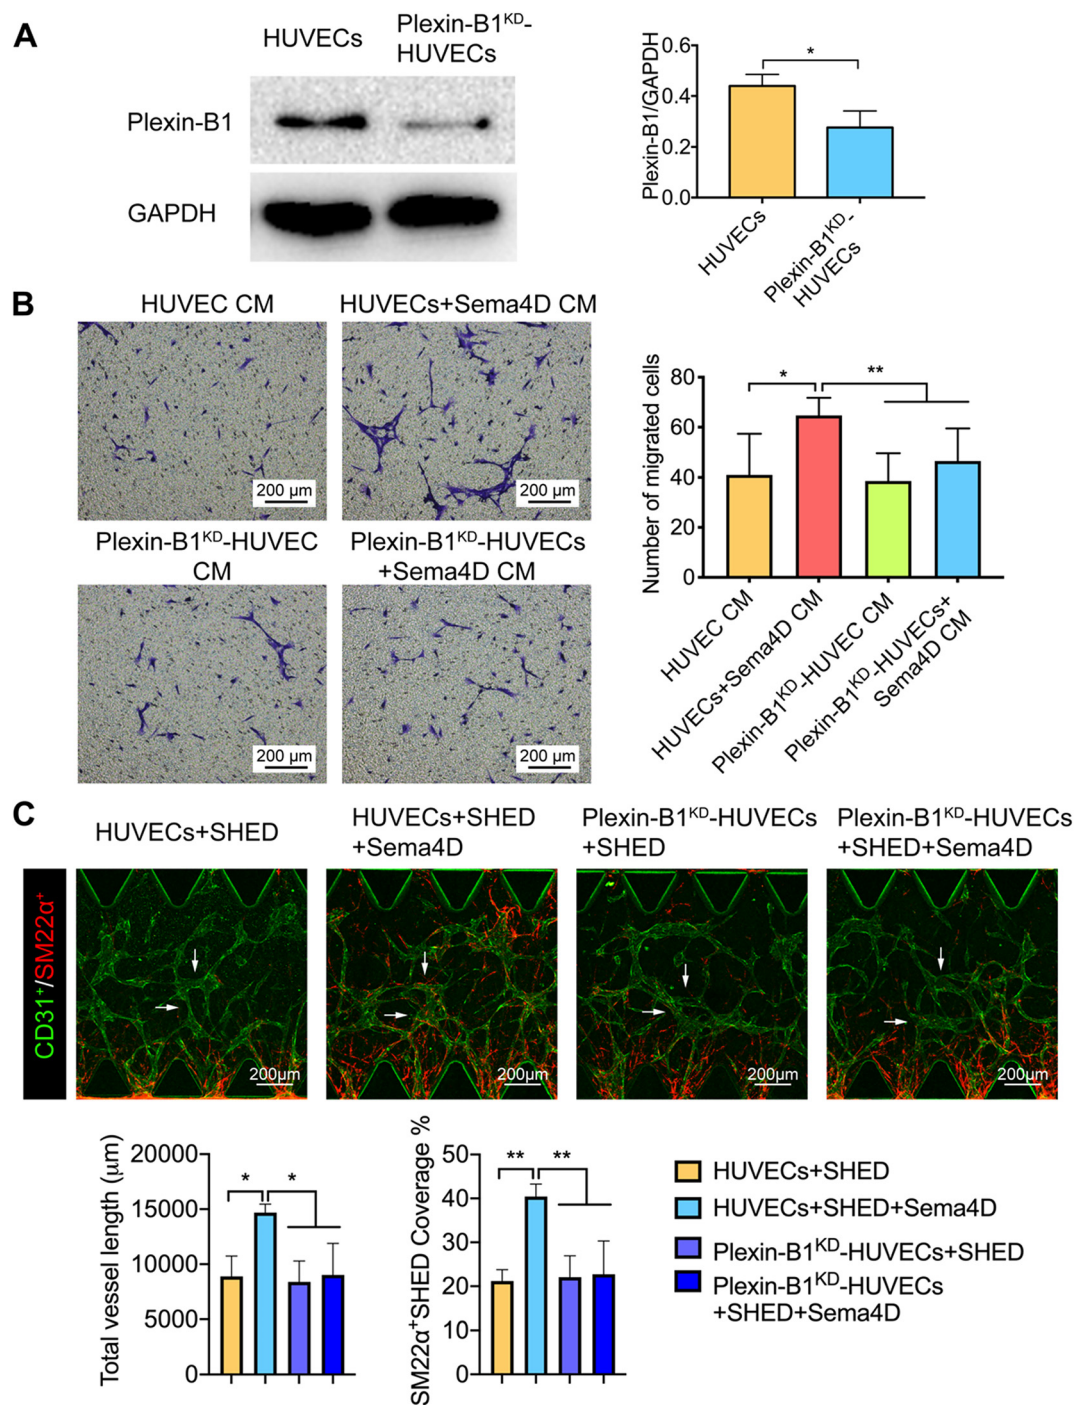 A
HUVECs
Plexin-B1KD-
HUVECs
Plexin-B1
GAPDH
Plexin-B1/GAPDH
0.6
0.4
0.2
0.0
*
HUVECs
Plexin-B1KD-
HUVECs
B
HUVEC CM
HUVECs+Sema4D CM
200 µm
200 µm
Plexin-B1KD-HUVEC
CM
Plexin-B1KD-HUVECs
+Sema4D CM
200 µm
200 µm
Number of migrated cells
80
60
40
20
0
*
**
HUVEC CM
HUVECs+Sema4D CM
Plexin-B1KD-HUVEC CM
Plexin-B1KD-HUVECs+
Sema4D CM
C
HUVECs+SHED
HUVECs+SHED
+Sema4D
Plexin-B1KD-HUVECs
+SHED
Plexin-B1KD-HUVECs
+SHED+Sema4D
CD31+/SM22α+
200µm
200µm
200µm
200µm
Total vessel length (µm)
20000
15000
10000
5000
0
*
*
SM22α+SHED Coverage %
50
40
30
20
10
0
**
**
HUVECs+SHED
HUVECs+SHED+Sema4D
Plexin-B1KD-HUVECs+SHED
Plexin-B1KD-HUVECs
+SHED+Sema4D